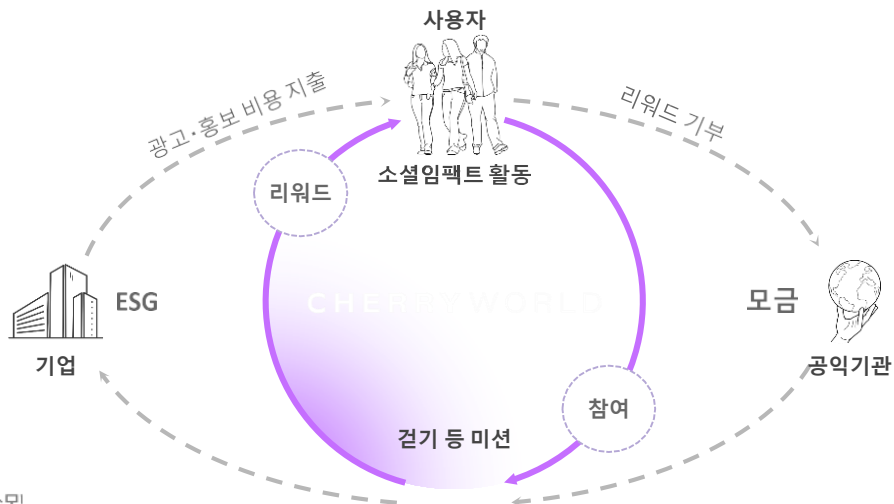 사용자
광고·홍보 비용 지출
리워드 기부
소셜임팩트 활동
리워드
CHERRY WORLD
ESG
모금
기업
공익기관
참여
걷기 등 미션